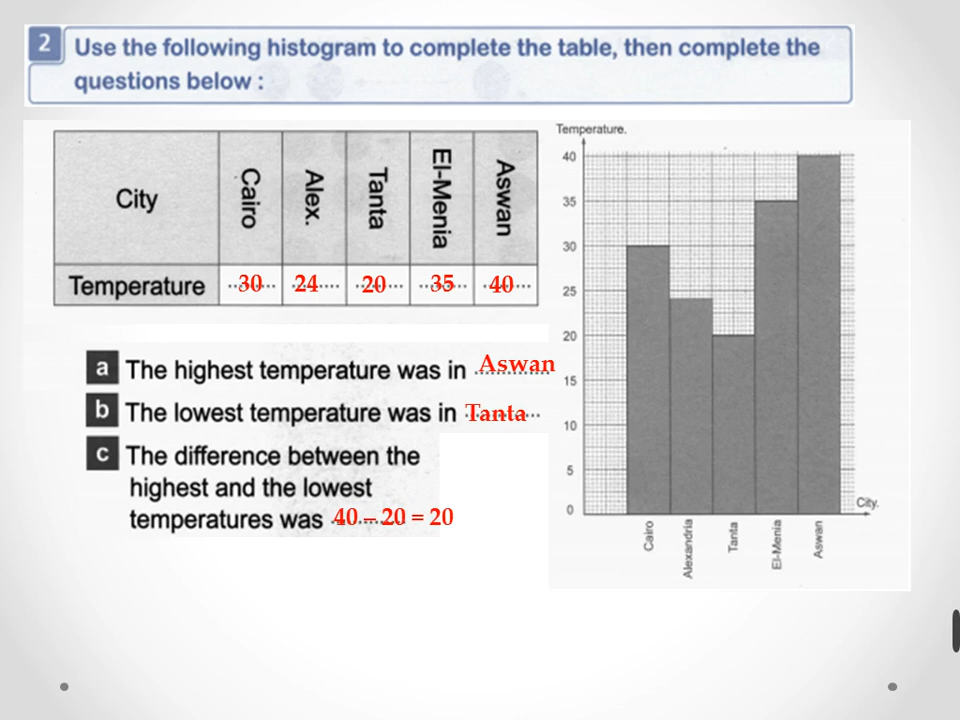 2 Use the following histogram to complete the table, then complete the
questions below :
City Cairo Alex. Tanta El-Menia Aswan
Temperature 30 24 20 35 40
a The highest temperature was in Aswan
b The lowest temperature was in Tanta
c The difference between the
highest and the lowest
temperatures was 40 – 20 = 20
Temperature.
40
35
30
25
20
15
10
5
0
City.
Cairo Alexandria Tanta El-Menia Aswan